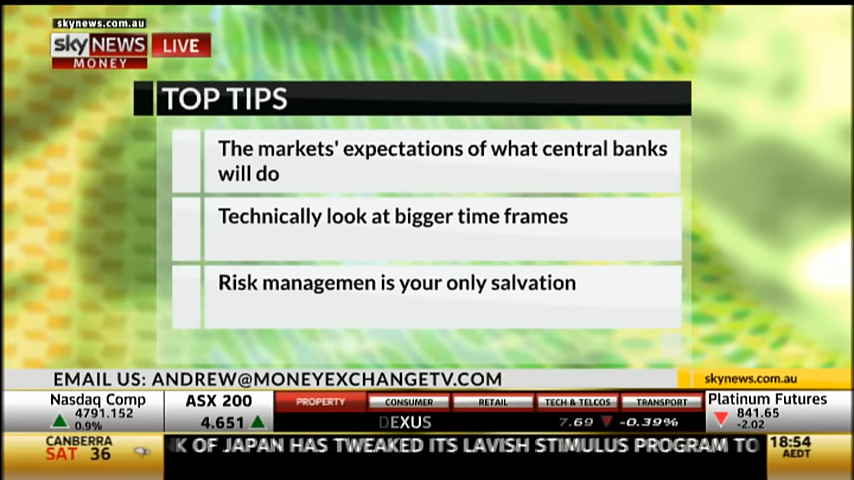 skynews.com.au
sky NEWS LIVE
MONEY
TOP TIPS
The markets' expectations of what central banks
will do
Technically look at bigger time frames
Risk managemen is your only salvation
EMAIL US: ANDREW@MONEYEXCHANGETV.COM
skynews.com.au
Nasdaq Comp
4791.152
0.9%
ASX 200
4.651
PROPERTY CONSUMER RETAIL TECH & TELCOS TRANSPORT
DEXUS 7.69 -0.39%
Platinum Futures
841.65
-2.02
CANBERRA
SAT 36
K OF JAPAN HAS TWEAKED ITS LAVISH STIMULUS PROGRAM TO
18:54
AEDT